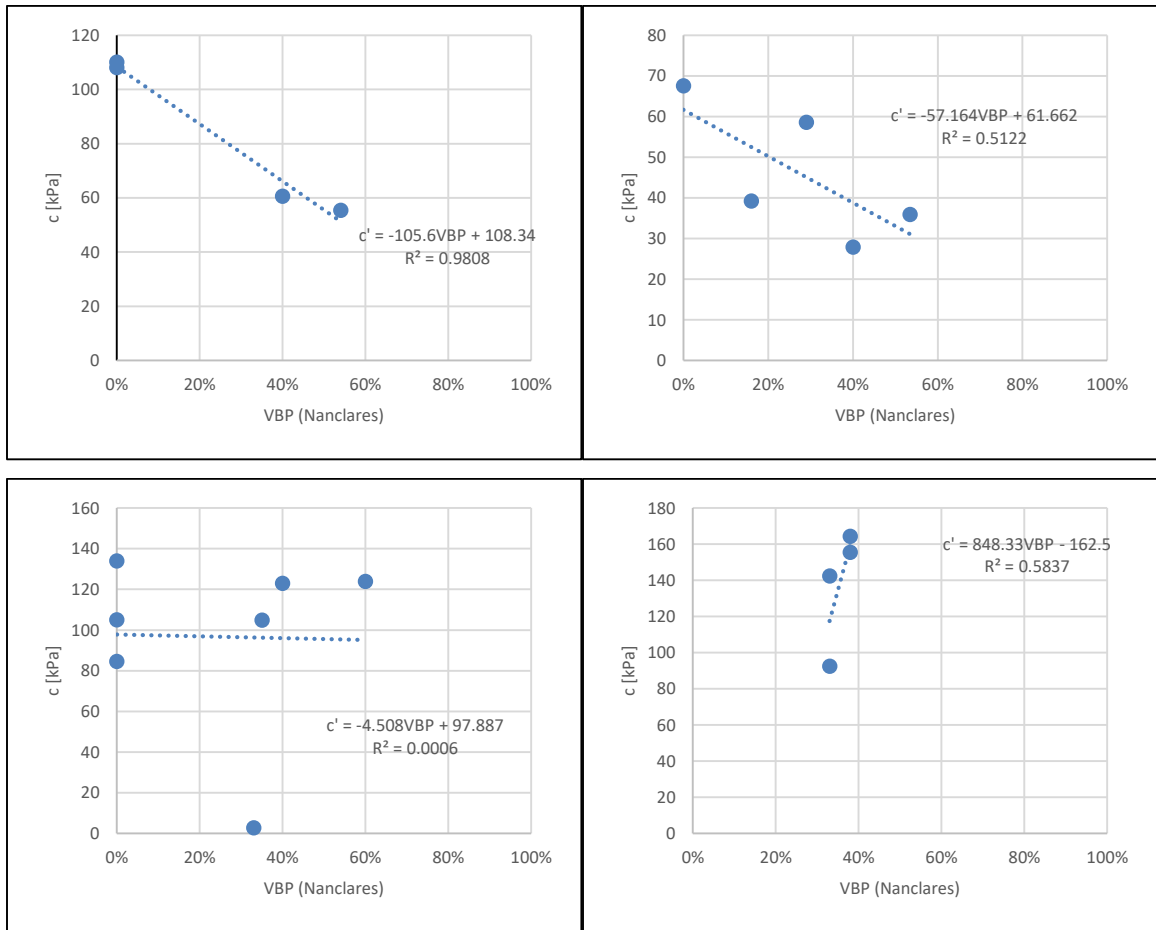 120
100
80
60
40
20
0
c [kPa]
c' = -105.6VBP + 108.34
R² = 0.9808
0% 20% 40% 60% 80% 100%
VBP (Nanclares)
80
70
60
50
40
30
20
10
0
c [kPa]
c' = -57.164VBP + 61.662
R² = 0.5122
0% 20% 40% 60% 80% 100%
VBP (Nanclares)
160
140
120
100
80
60
40
20
0
c [kPa]
c' = -4.508VBP + 97.887
R² = 0.0006
0% 20% 40% 60% 80% 100%
VBP (Nanclares)
180
160
140
120
100
80
60
40
20
0
c [kPa]
c' = 848.33VBP - 162.5
R² = 0.5837
0% 20% 40% 60% 80% 100%
VBP (Nanclares)